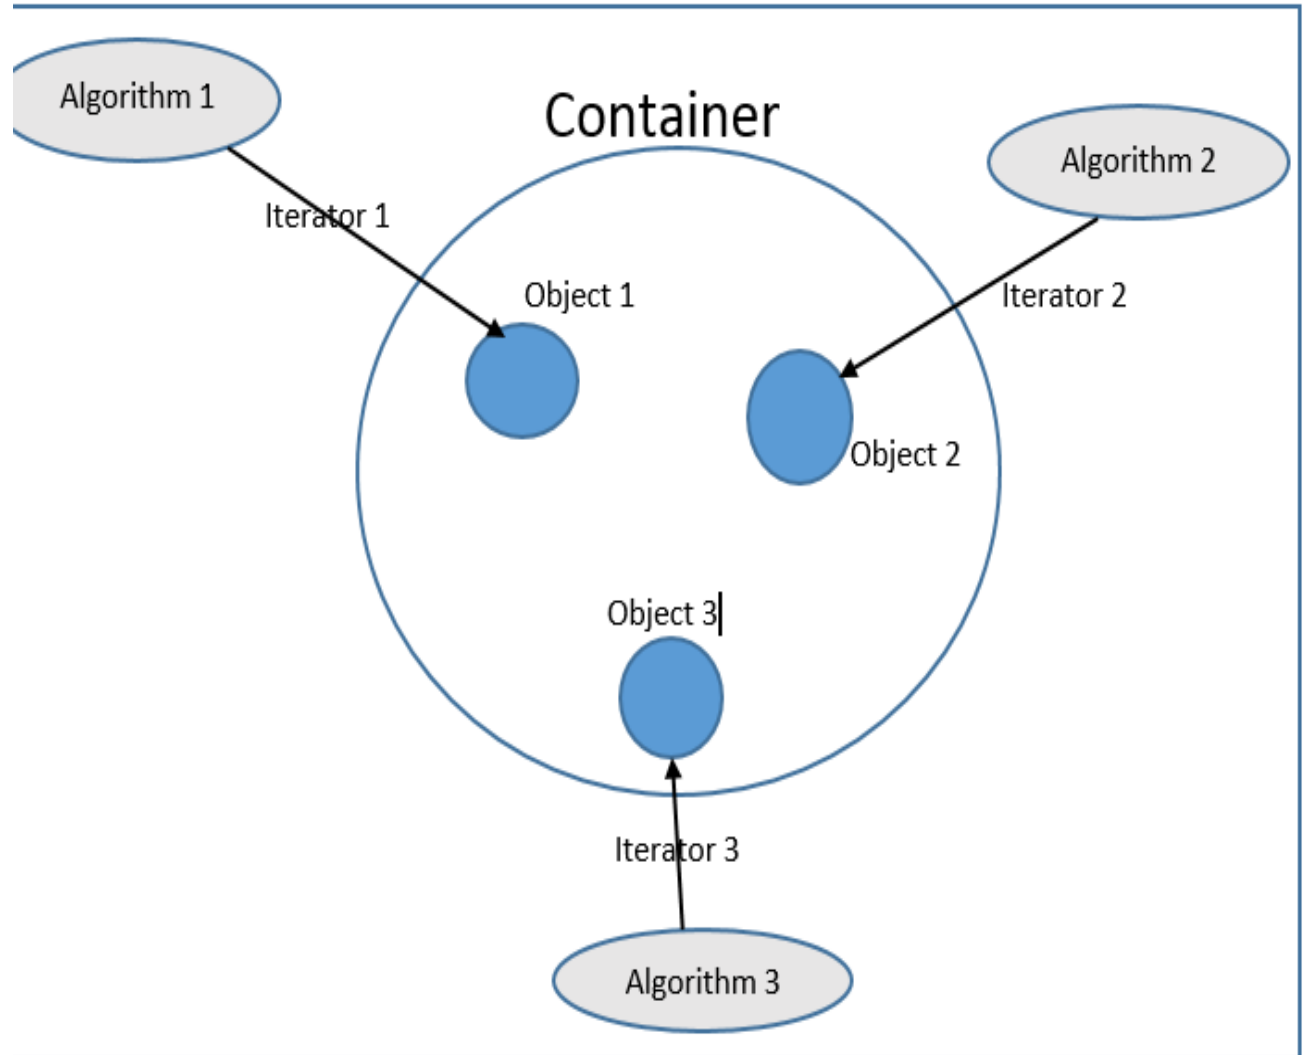 Algorithm 1
Container
Algorithm 2
Iterator 1
Object 1
Iterator 2
Object 2
Object 3
Iterator 3
Algorithm 3